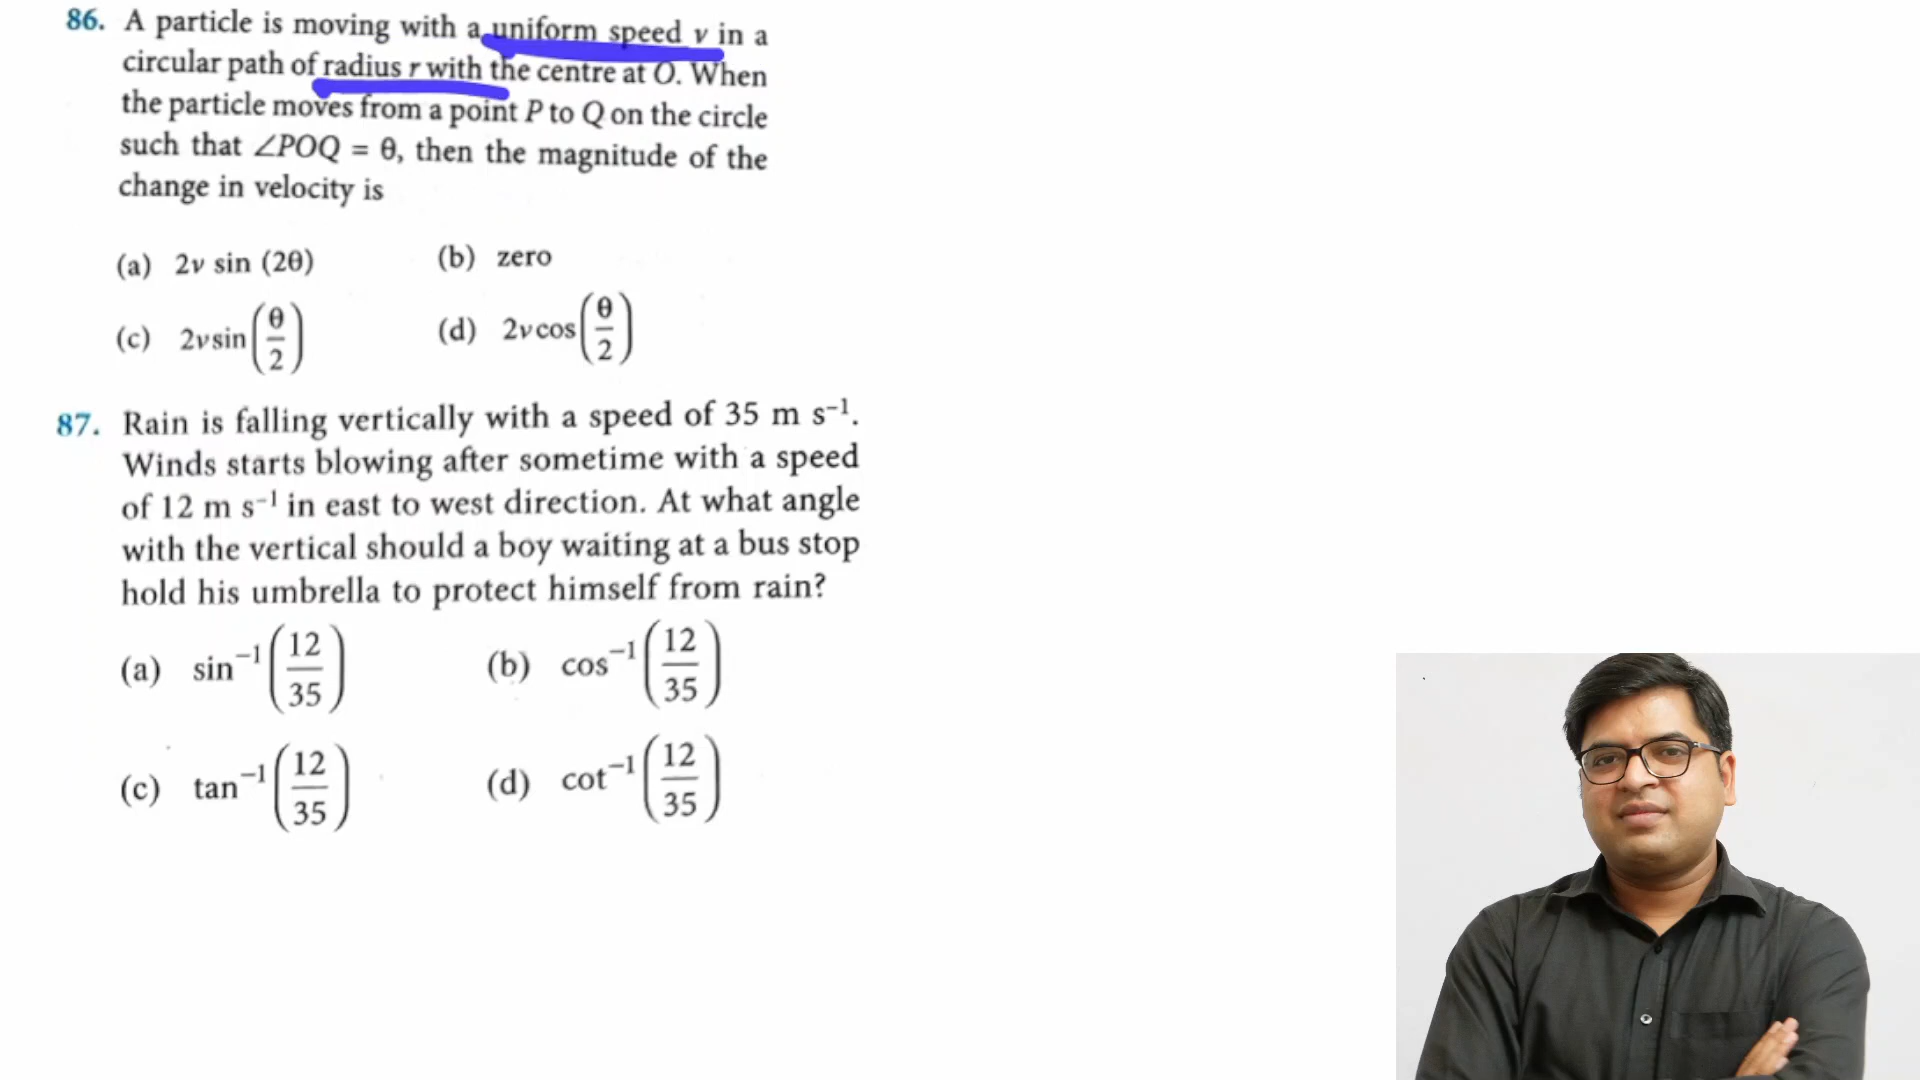 86. A particle is moving with a uniform speed v in a
circular path of radius r with the centre at O. When
the particle moves from a point P to Q on the circle
such that ∠POQ = θ, then the magnitude of the
change in velocity is
(a) 2v sin (2θ) (b) zero
(c) 2v sin(θ/2) (d) 2v cos(θ/2)
87. Rain is falling vertically with a speed of 35 m s⁻¹.
Winds starts blowing after sometime with a speed
of 12 m s⁻¹ in east to west direction. At what angle
with the vertical should a boy waiting at a bus stop
hold his umbrella to protect himself from rain?
(a) sin⁻¹(12/35) (b) cos⁻¹(12/35)
(c) tan⁻¹(12/35) (d) cot⁻¹(12/35)